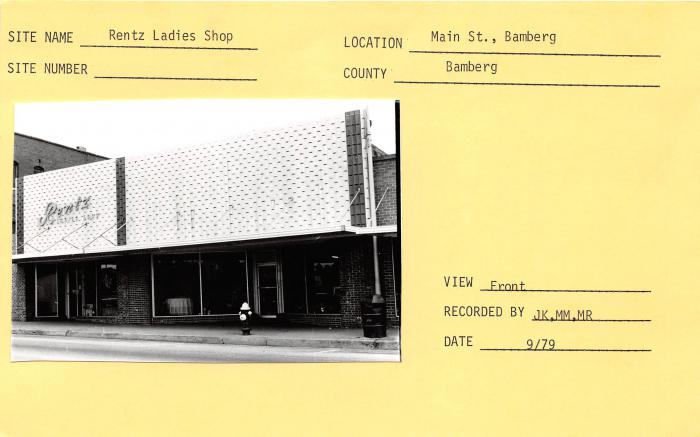 SITE NAME Rentz Ladies Shop
LOCATION Main St., Bamberg
SITE NUMBER
COUNTY Bamberg
Rentz
VIEW Front
RECORDED BY JK,MM,MR
DATE 9/79